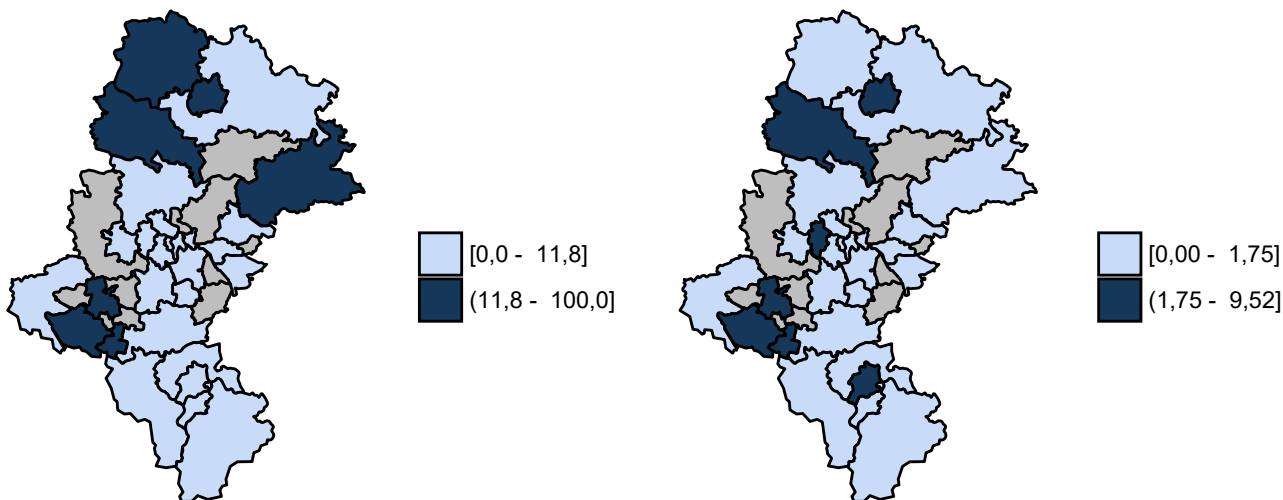 [0,0 - 11,8]
(11,8 - 100,0]
[0,00 - 1,75]
(1,75 - 9,52]